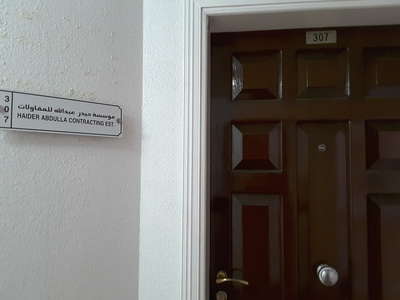 307
3
0
7
مؤسسة حيدر عبدالله للمقاولات
HAIDER ABDULLA CONTRACTING EST.